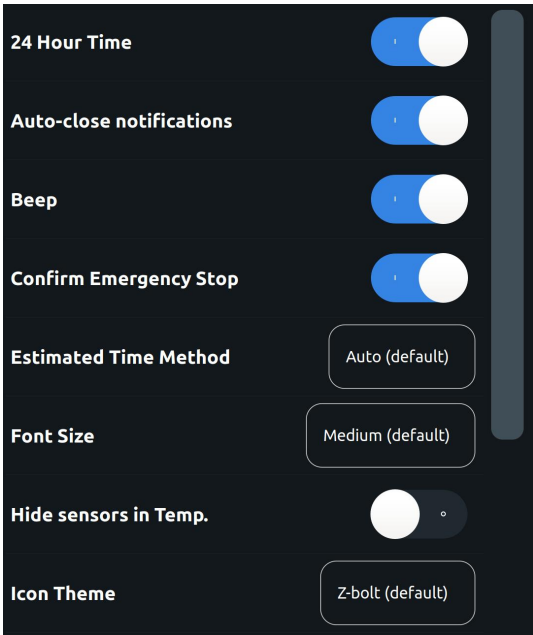 24 Hour Time
Auto-close notifications
Beep
Confirm Emergency Stop
Estimated Time Method Auto (default)
Font Size Medium (default)
Hide sensors in Temp.
Icon Theme Z-bolt (default)